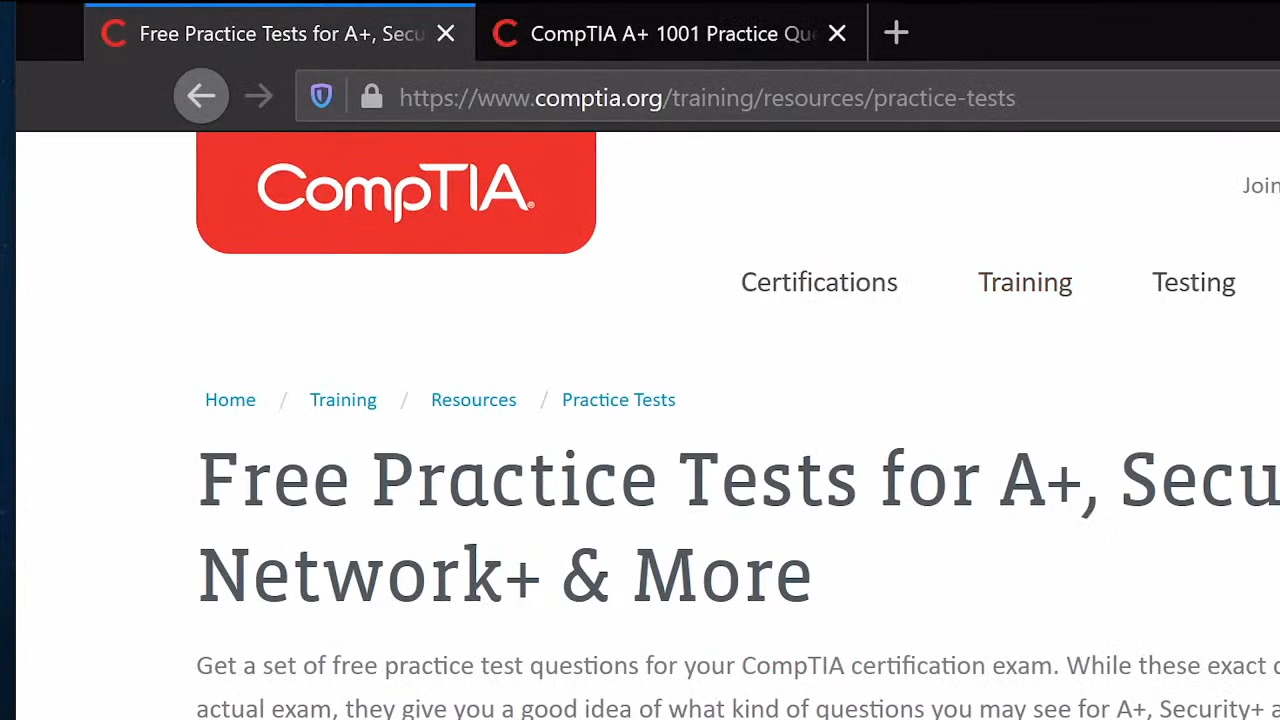 Free Practice Tests for A+, Secu
CompTIA A+ 1001 Practice Qu
https://www.comptia.org/training/resources/practice-tests
CompTIA®
Join
Certifications Training Testing
Home / Training / Resources / Practice Tests
Free Practice Tests for A+, Secu
Network+ & More
Get a set of free practice test questions for your CompTIA certification exam. While these exact
actual exam, they give you a good idea of what kind of questions you may see for A+, Security+